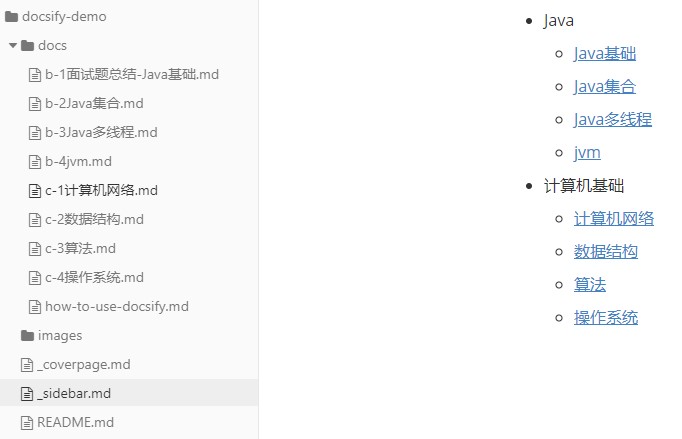 docsify-demo
docs
b-1面试题总结-Java基础.md
b-2Java集合.md
b-3Java多线程.md
b-4jvm.md
c-1计算机网络.md
c-2数据结构.md
c-3算法.md
c-4操作系统.md
how-to-use-docsify.md
images
_coverpage.md
_sidebar.md
README.md
Java
Java基础
Java集合
Java多线程
jvm
计算机基础
计算机网络
数据结构
算法
操作系统